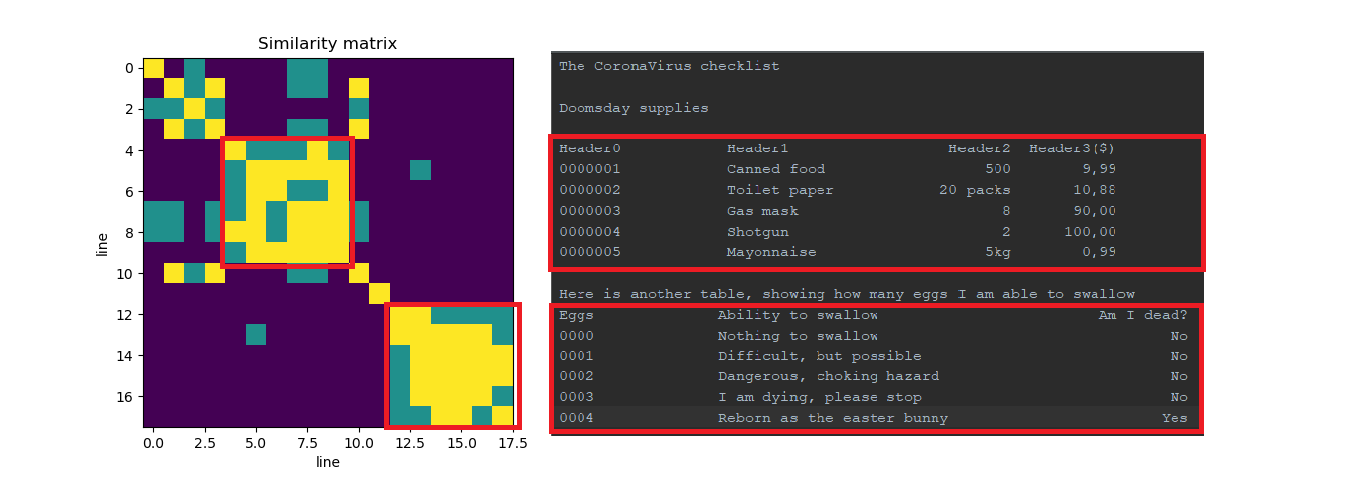 Similarity matrix
0
2
4
6
8
10
12
14
16
line
0.0 2.5 5.0 7.5 10.0 12.5 15.0 17.5
line
The CoronaVirus checklist
Doomsday supplies
Header0 Header1 Header2 Header3($)
0000001 Canned food 500 9,99
0000002 Toilet paper 20 packs 10,88
0000003 Gas mask 8 90,00
0000004 Shotgun 2 100,00
0000005 Mayonnaise 5kg 0,99
Here is another table, showing how many eggs I am able to swallow
Eggs Ability to swallow Am I dead?
0000 Nothing to swallow No
0001 Difficult, but possible No
0002 Dangerous, choking hazard No
0003 I am dying, please stop No
0004 Reborn as the easter bunny Yes